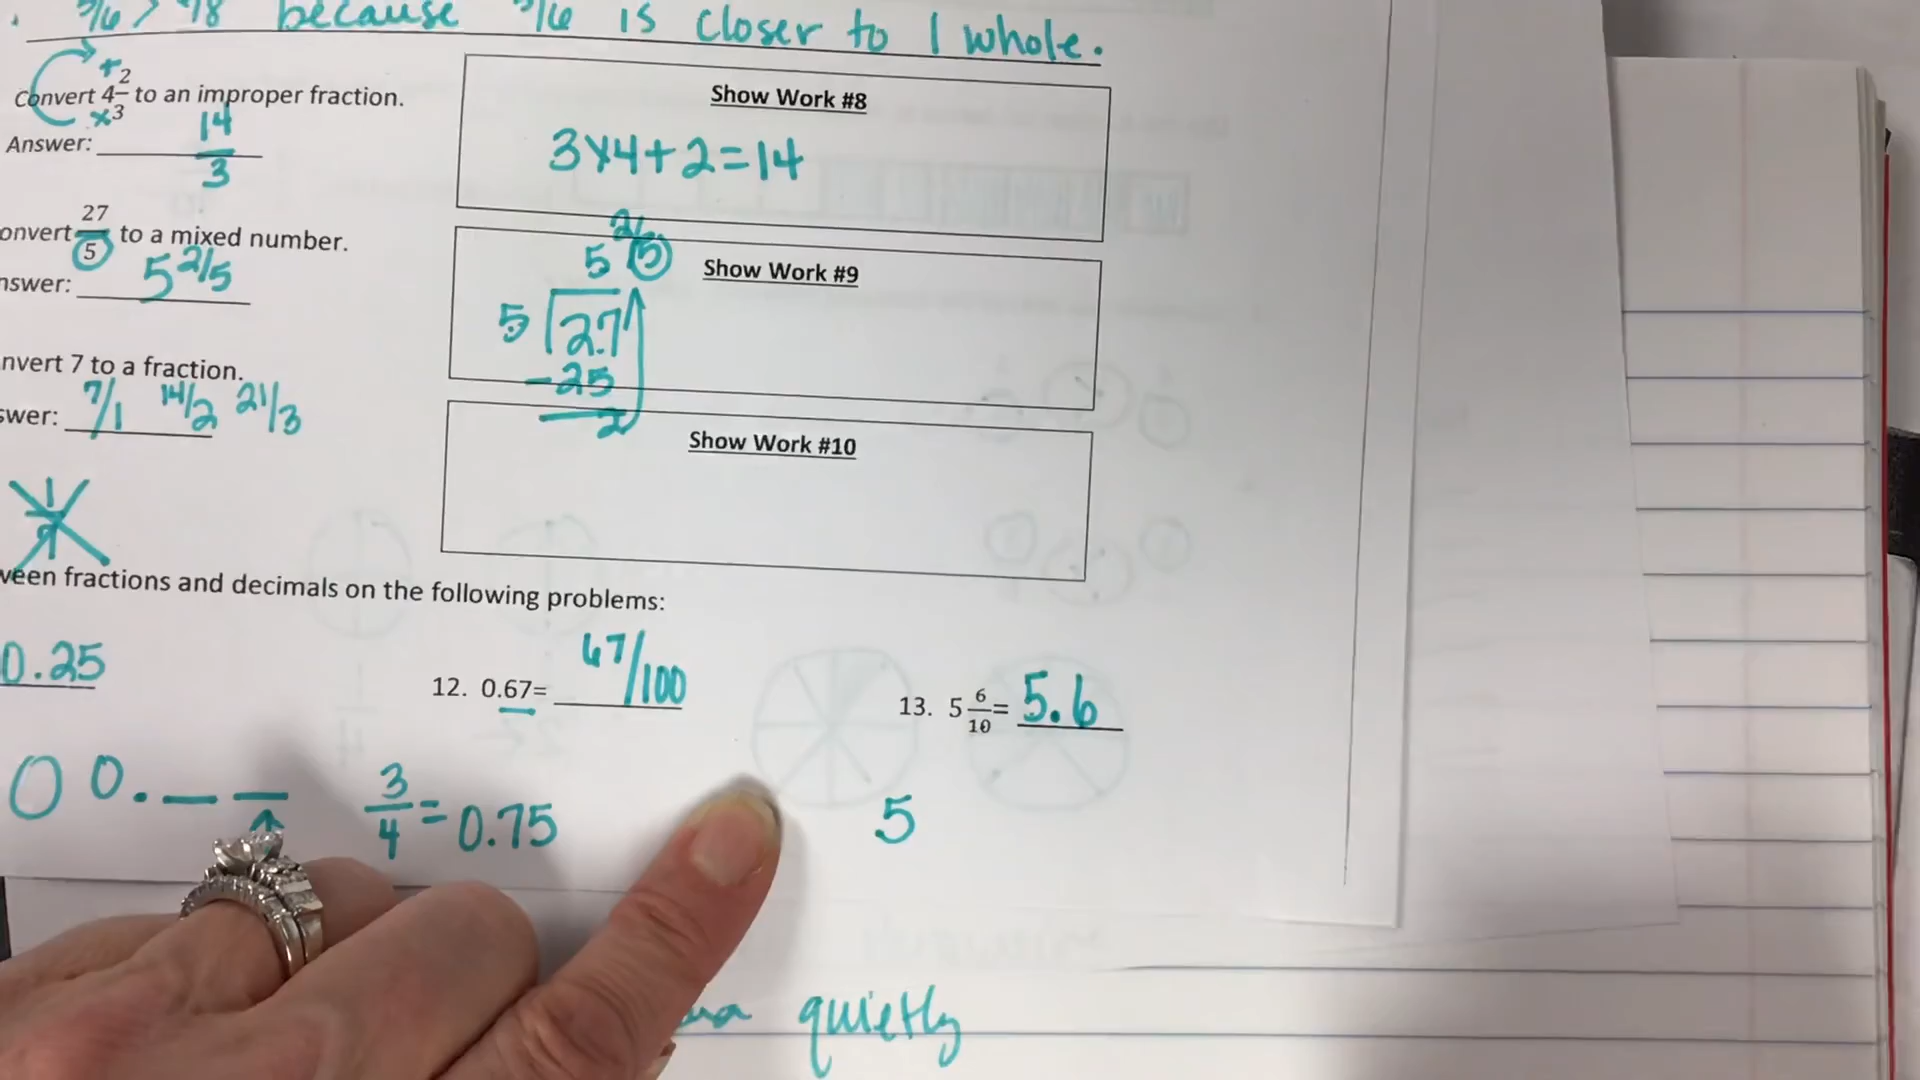 because 5/6 is closer to 1 whole.
Convert 4 2/3 to an improper fraction.
+
x
Answer: 14/3
Show Work #8
3x4+2=14
onvert 27/5 to a mixed number.
nswer: 5 2/5
Show Work #9
5 2/5
5 27
-25
2
nvert 7 to a fraction.
swer: 7/1 14/2 21/3
Show Work #10
ween fractions and decimals on the following problems:
0.25
12. 0.67= 67/100
13. 5 6/10= 5.6
0 0. _ _
3/4 = 0.75
5
quietly